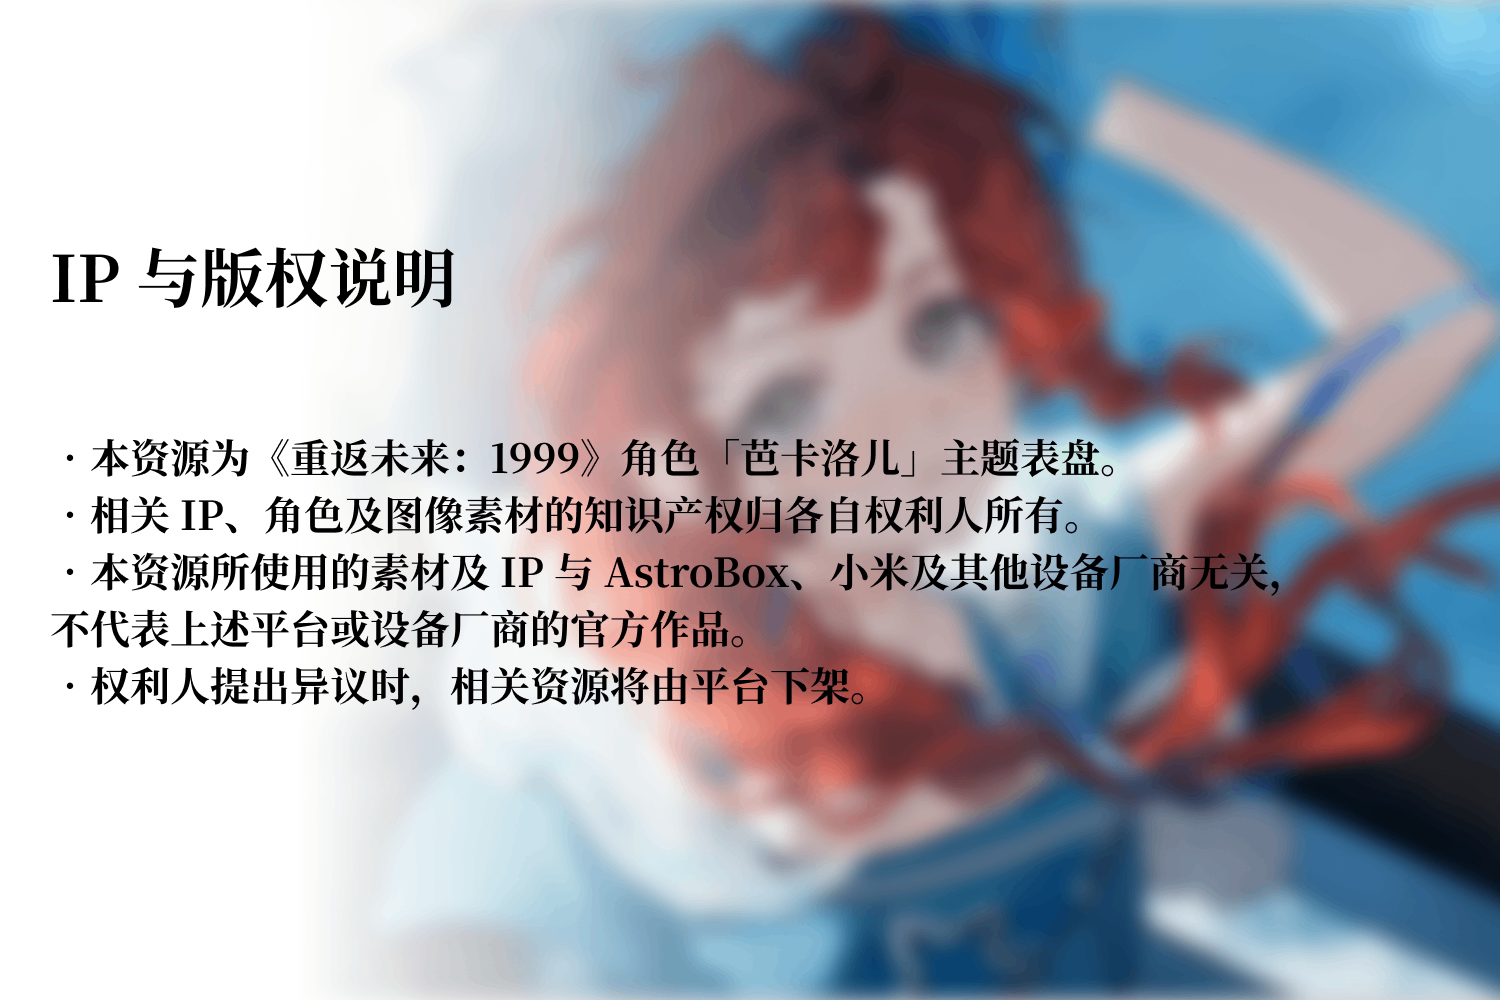 IP 与版权说明
· 本资源为《重返未来：1999》角色「芭卡洛儿」主题表盘。
· 相关 IP、角色及图像素材的知识产权归各自权利人所有。
· 本资源所使用的素材及 IP 与 AstroBox、小米及其他设备厂商无关，
不代表上述平台或设备厂商的官方作品。
· 权利人提出异议时，相关资源将由平台下架。